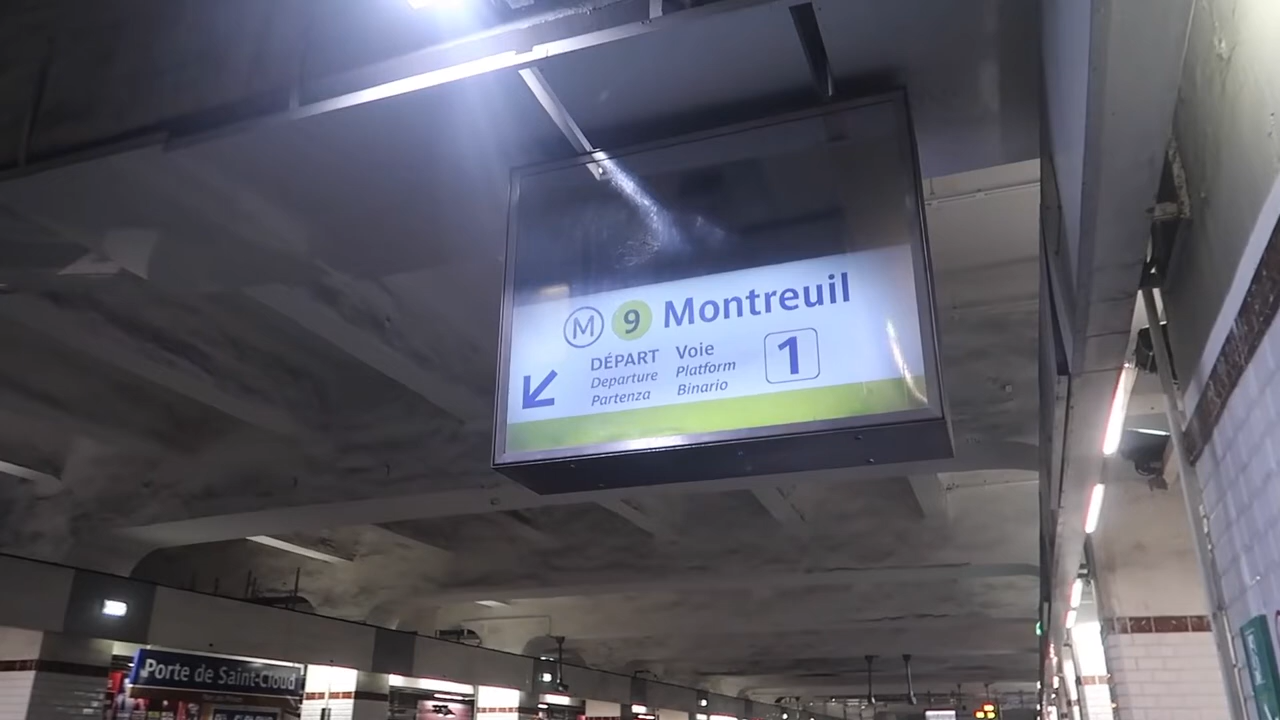 M 9 Montreuil
DÉPART Voie 1
Departure Platform
Partenza Binario
Porte de Saint-Cloud